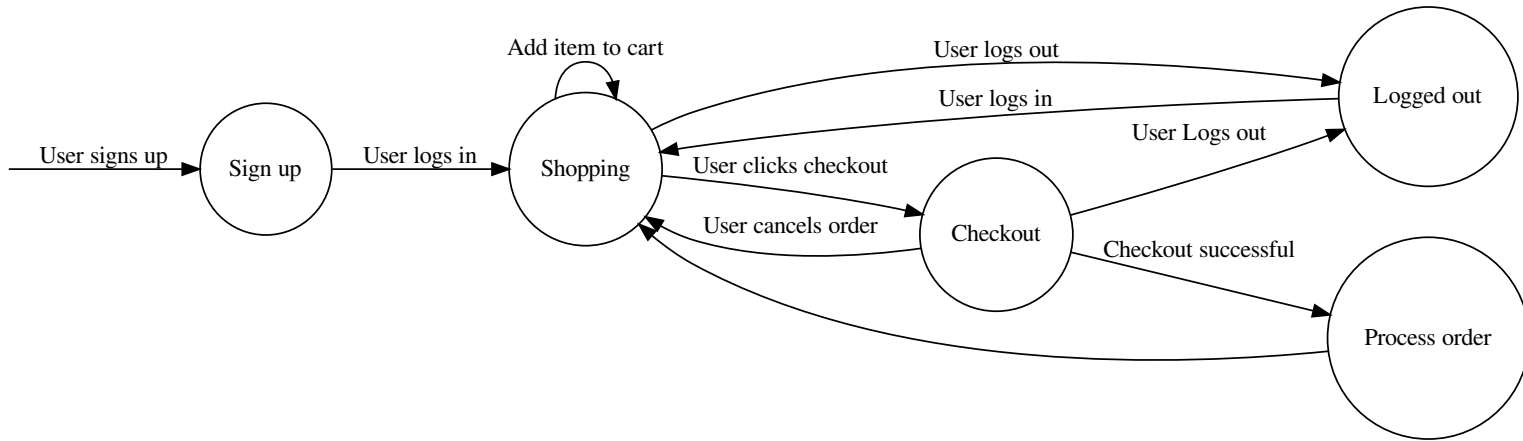 Add item to cart
User logs out
User logs in
User Logs out
Logged out
User signs up
Sign up
User logs in
Shopping
User clicks checkout
User cancels order
Checkout
Checkout successful
Process order